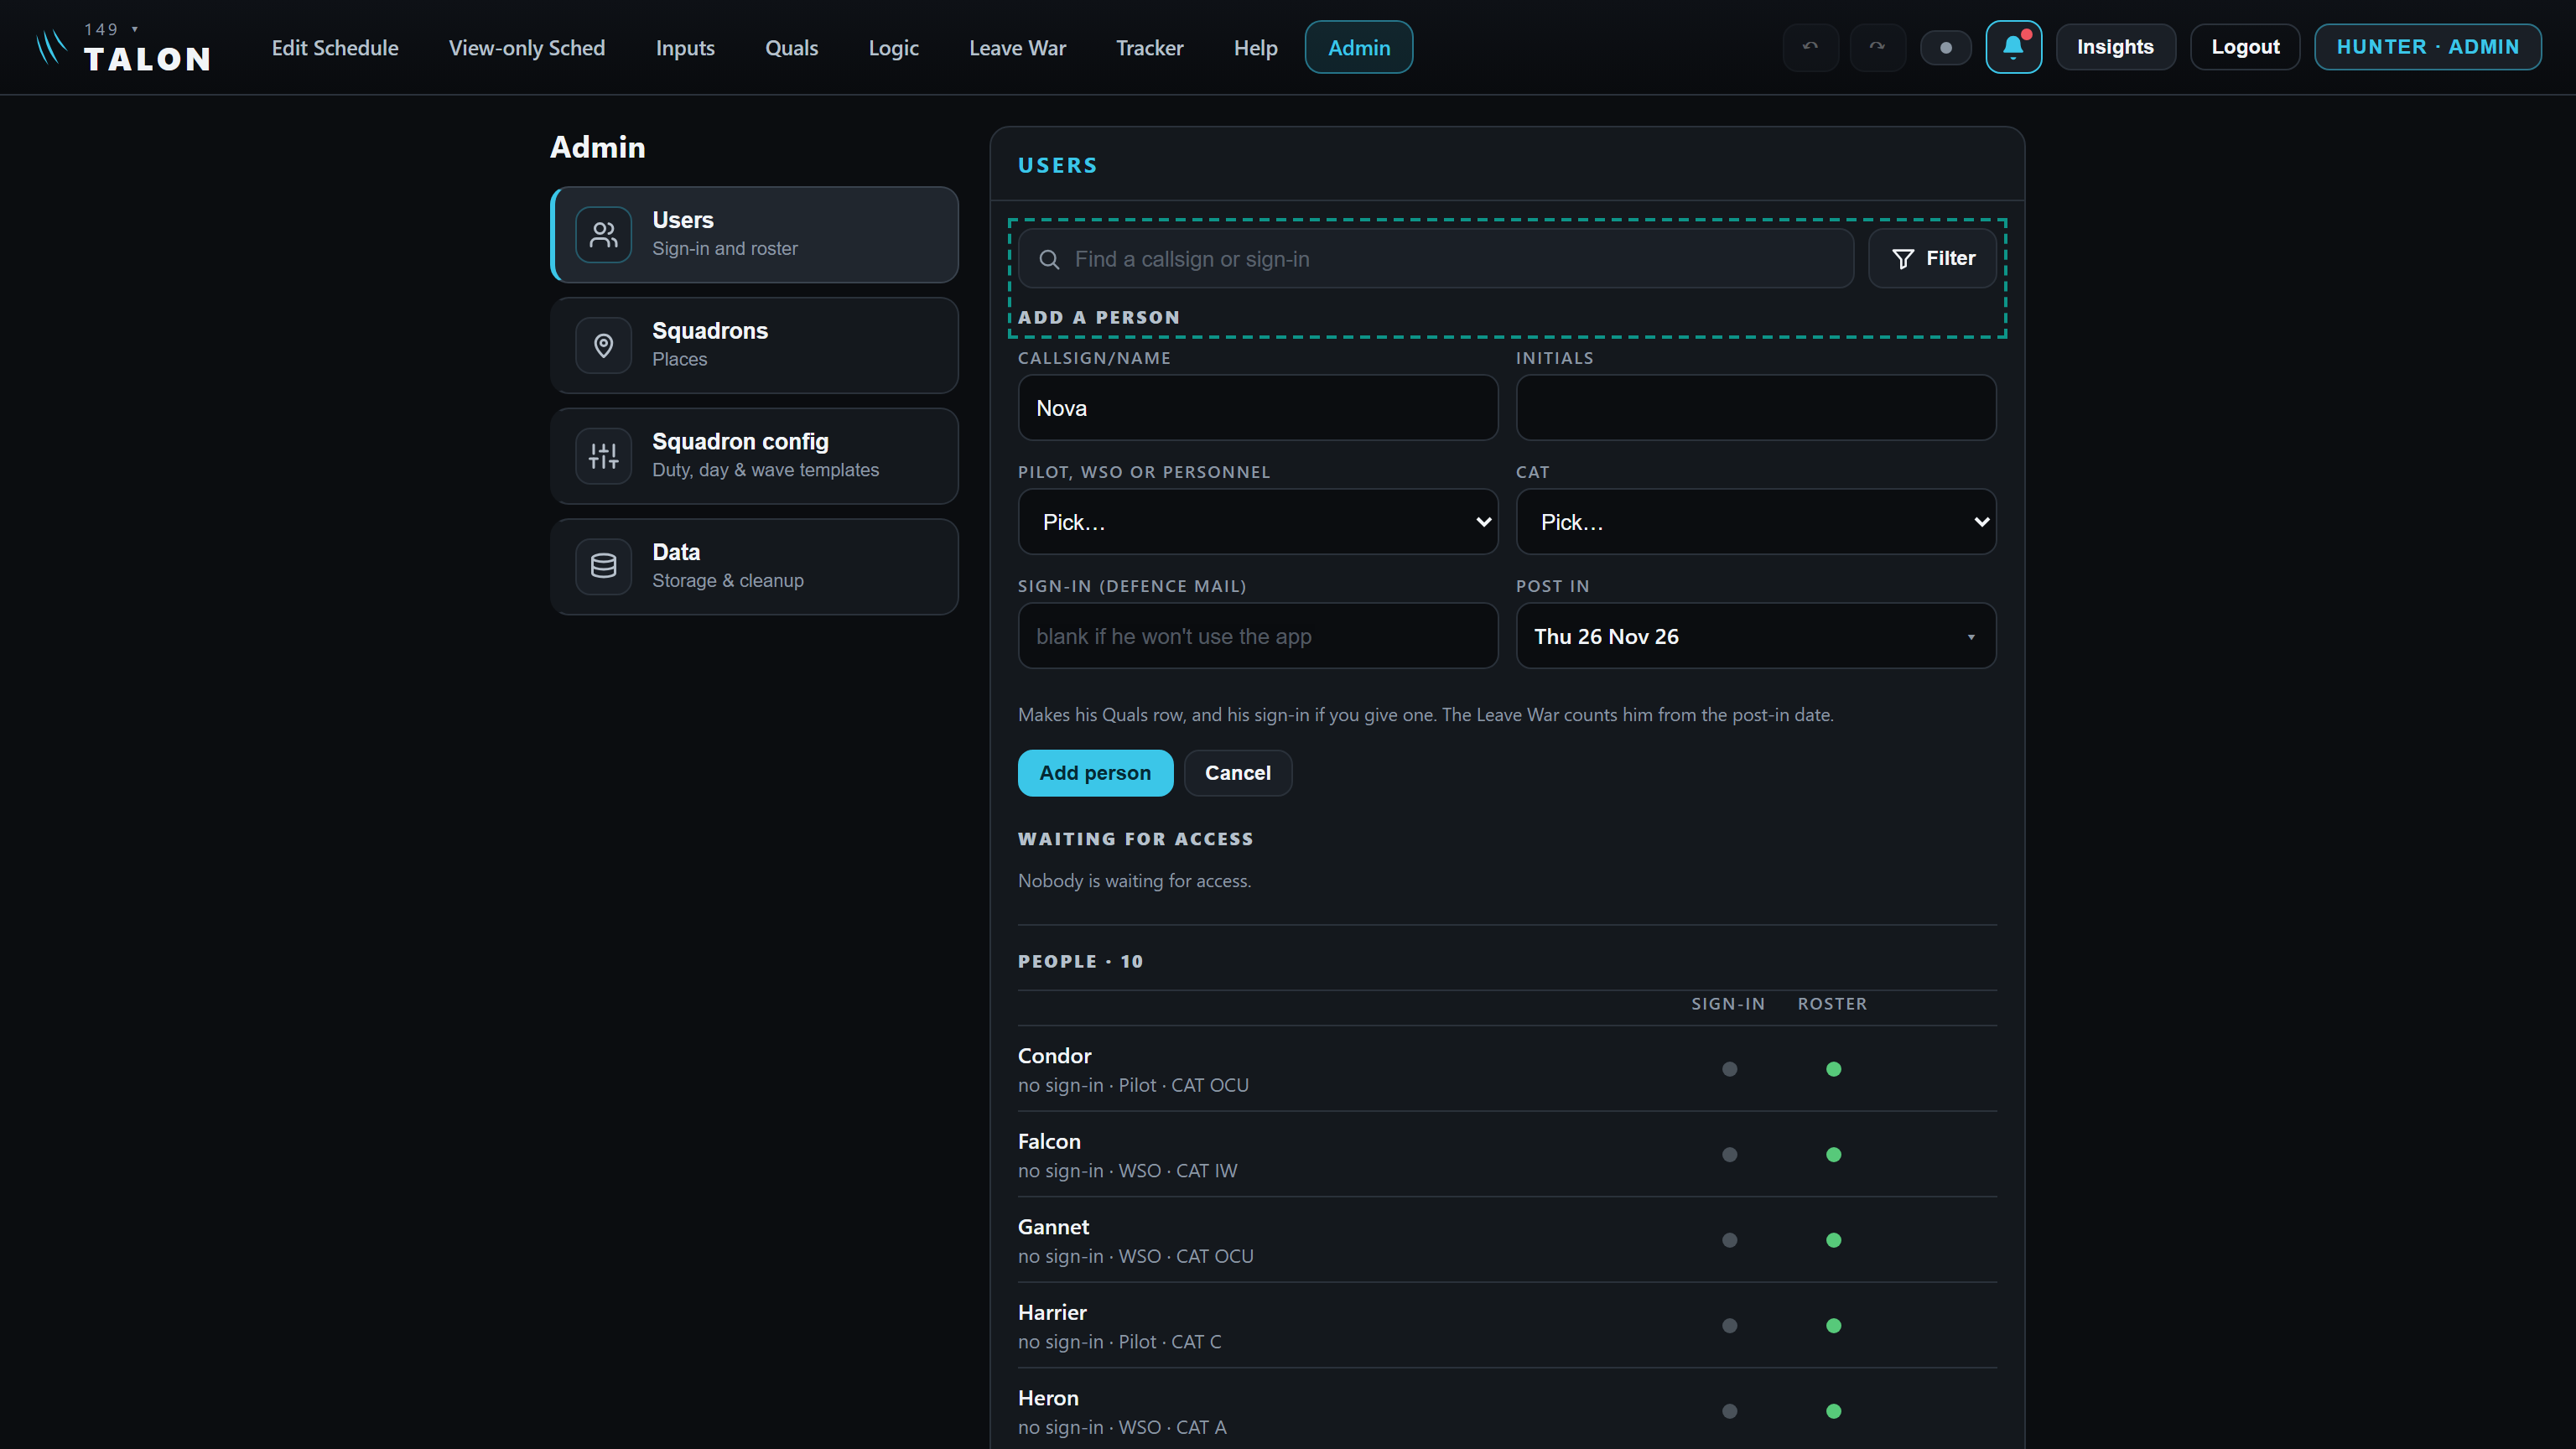 149 ▾
TALON
Edit Schedule
View-only Sched
Inputs
Quals
Logic
Leave War
Tracker
Help
Admin
Insights
Logout
HUNTER · ADMIN
Admin
Users
Sign-in and roster
Squadrons
Places
Squadron config
Duty, day & wave templates
Data
Storage & cleanup
USERS
Find a callsign or sign-in
Filter
ADD A PERSON
CALLSIGN/NAME
INITIALS
Nova
PILOT, WSO OR PERSONNEL
CAT
Pick...
Pick...
SIGN-IN (DEFENCE MAIL)
POST IN
blank if he won't use the app
Thu 26 Nov 26
Makes his Quals row, and his sign-in if you give one. The Leave War counts him from the post-in date.
Add person
Cancel
WAITING FOR ACCESS
Nobody is waiting for access.
PEOPLE · 10
SIGN-IN
ROSTER
Condor
no sign-in · Pilot · CAT OCU
Falcon
no sign-in · WSO · CAT IW
Gannet
no sign-in · WSO · CAT OCU
Harrier
no sign-in · Pilot · CAT C
Heron
no sign-in · WSO · CAT A